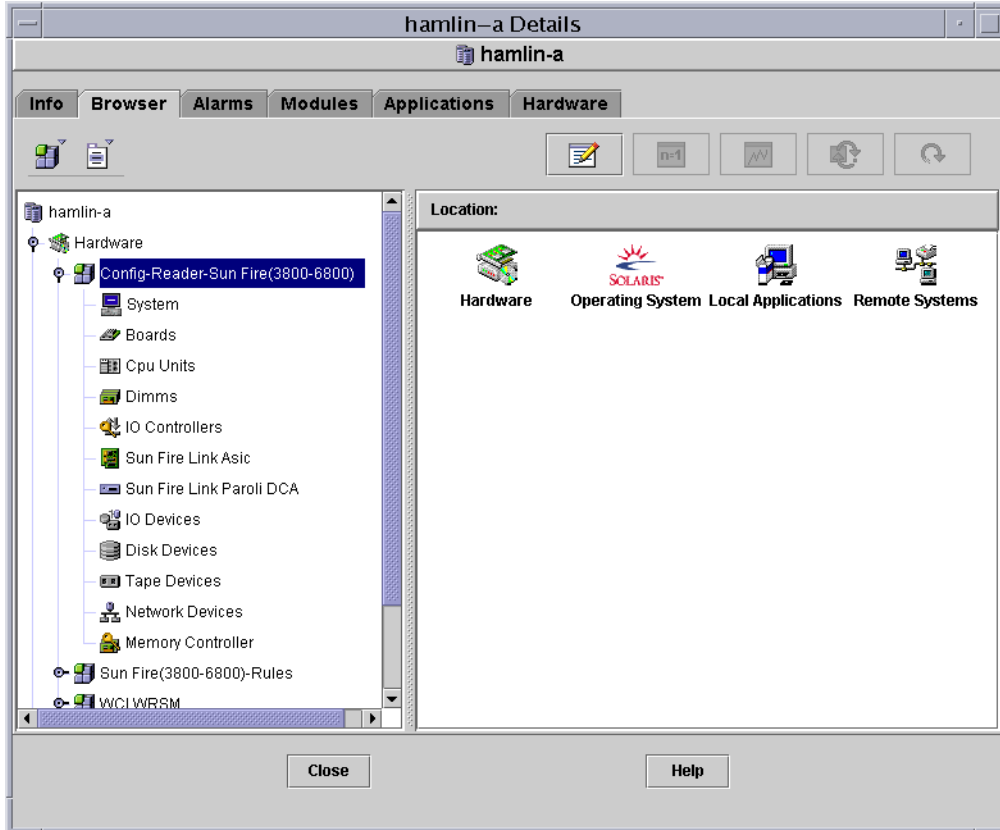 hamlin-a Details
hamlin-a
Info Browser Alarms Modules Applications Hardware
n=1
hamlin-a
Hardware
Config-Reader-Sun Fire(3800-6800)
System
Boards
Cpu Units
Dimms
IO Controllers
Sun Fire Link Asic
Sun Fire Link Paroli DCA
IO Devices
Disk Devices
Tape Devices
Network Devices
Memory Controller
Sun Fire(3800-6800)-Rules
WCI WRSM
Location:
SOLARIS
Hardware Operating System Local Applications Remote Systems
Close Help